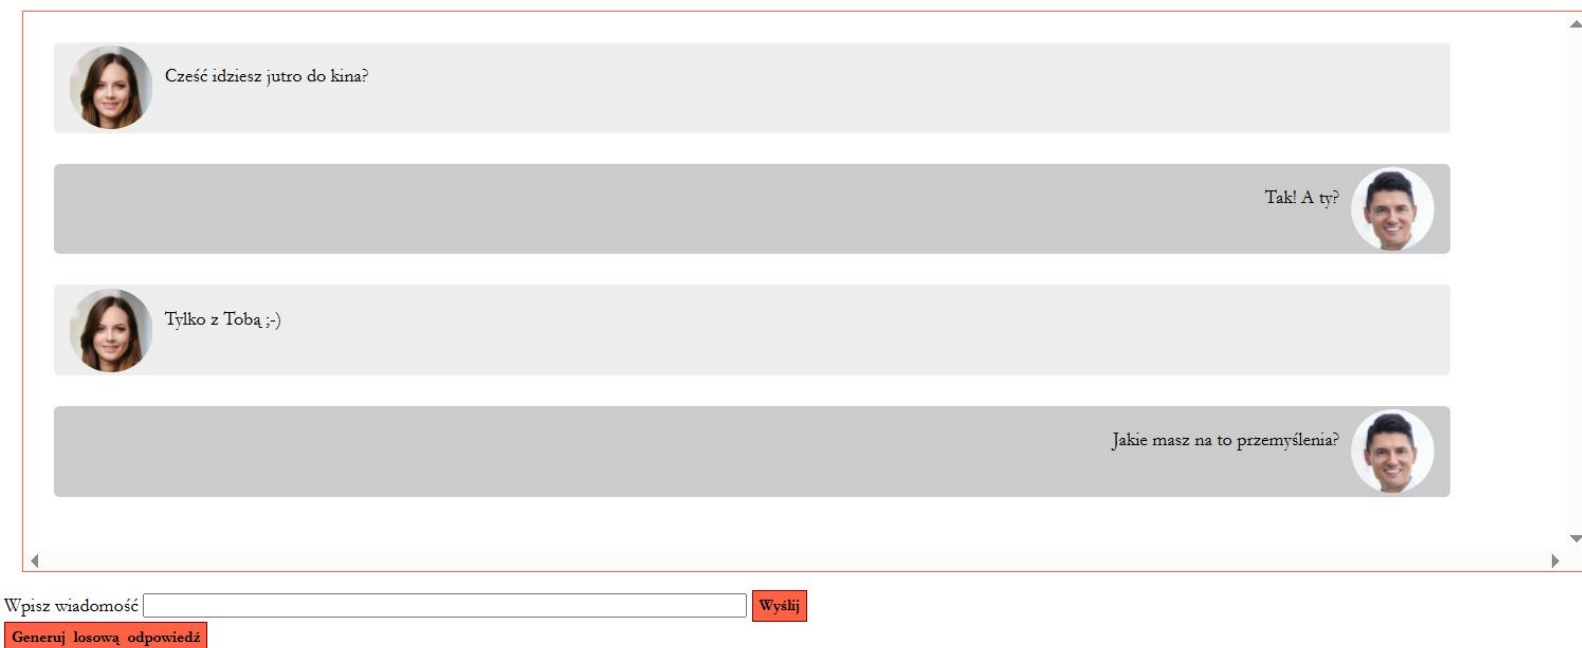 Cześć idziesz jutro do kina?
Tak! A ty?
Tylko z Tobą ;-)
Jakie masz na to przemyślenia?
Wpisz wiadomość
Wyślij
Generuj losową odpowiedź